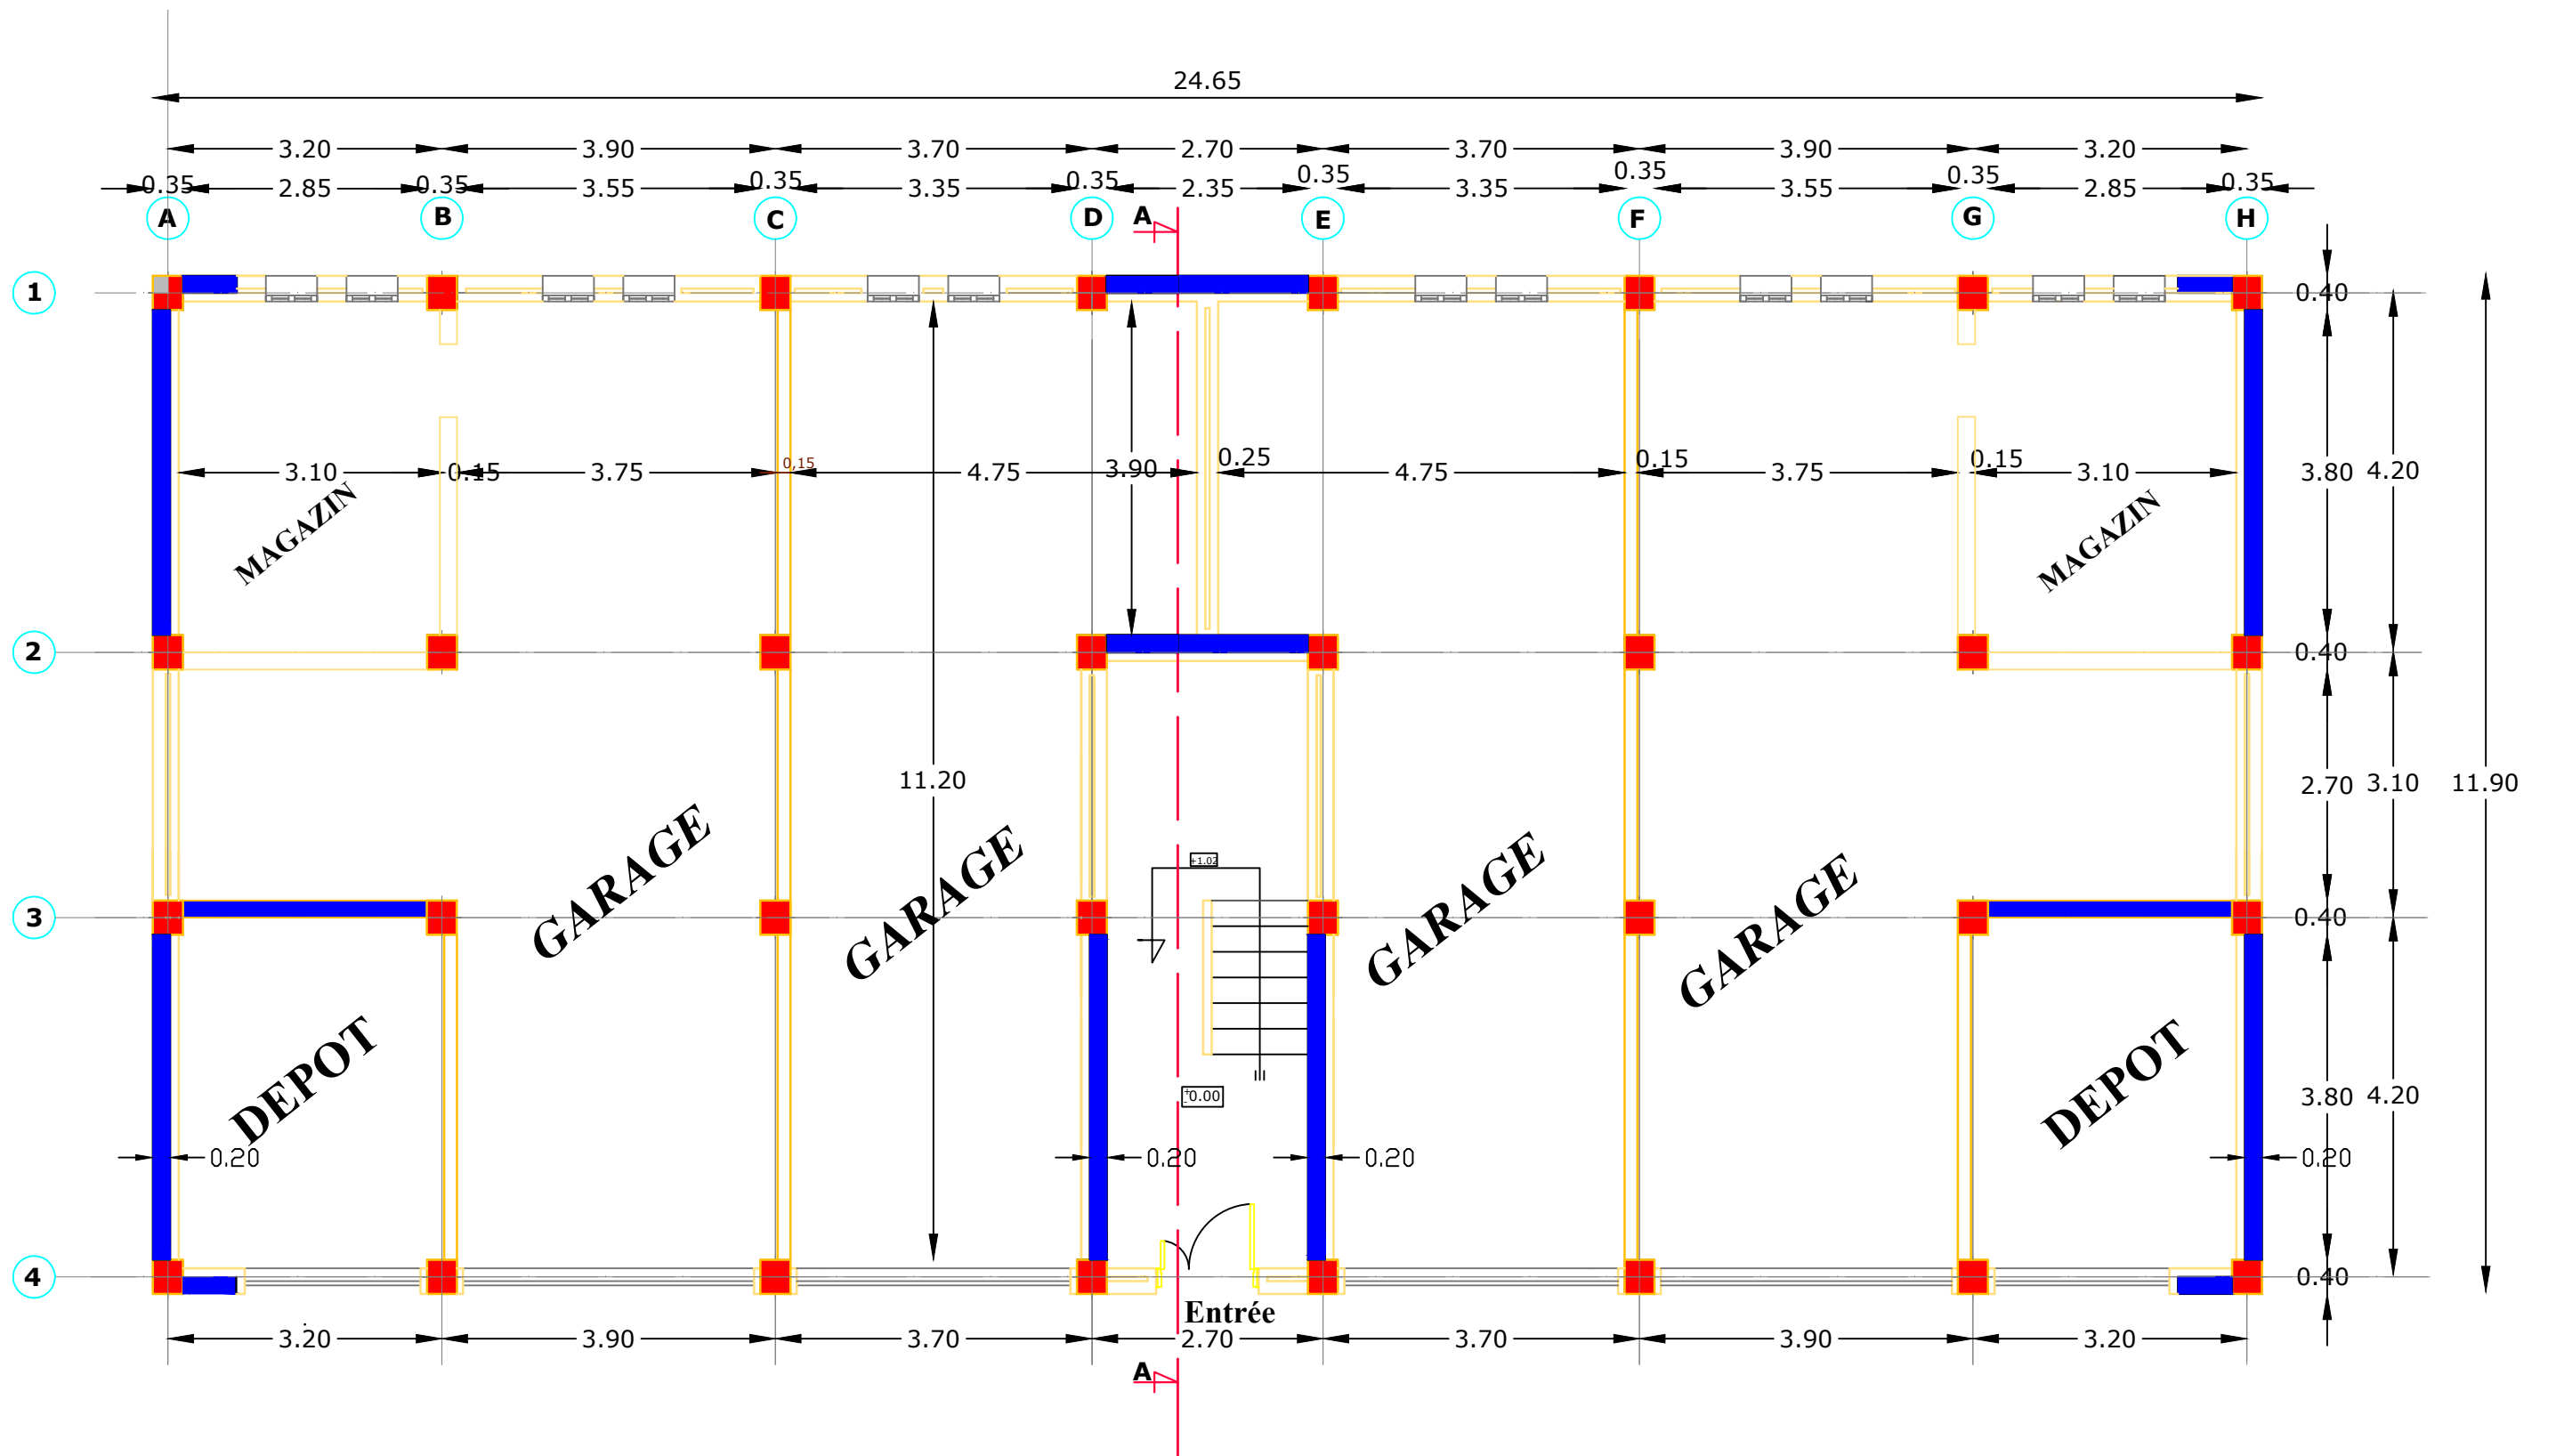 24.65
3.20 3.90 3.70 2.70 3.70 3.90 3.20
0.35 2.85 0.35 3.55 0.35 3.35 0.35 2.35 0.35 3.35 0.35 3.55 0.35 2.85 0.35
A B C D A E F G H
1 0.40
3.10 0.15 3.75 0,15 4.75 3.90 0.25 4.75 0.15 3.75 0.15 3.10 3.80 4.20
MAGAZIN MAGAZIN
2 0.40
11.20 2.70 3.10 11.90
GARAGE GARAGE GARAGE GARAGE
+1.02
3 0.40
DEPOT DEPOT
±0.00 3.80 4.20
0.20 0.20 0.20 0.20
4 0.40
Entrée
3.20 3.90 3.70 2.70 3.70 3.90 3.20
A